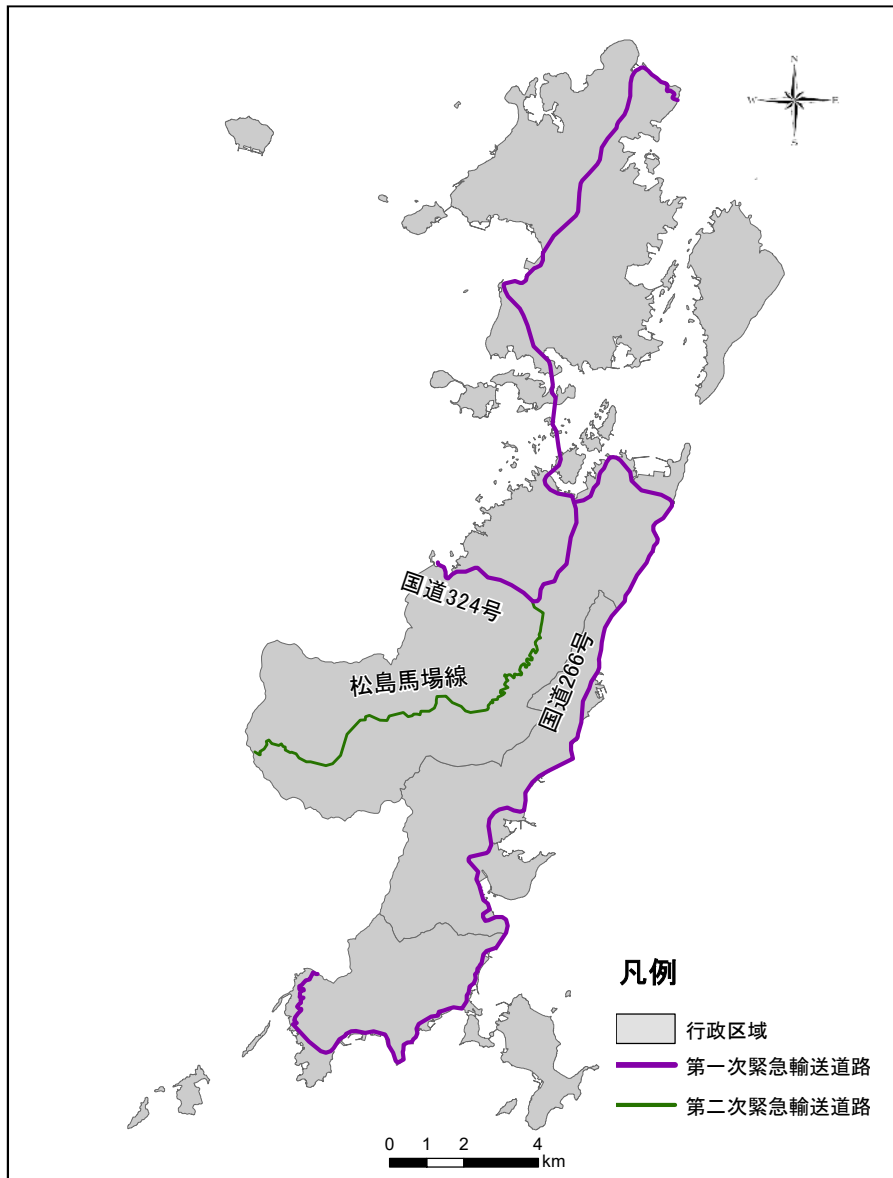 N
W
E
S
国道324号
国道266号
松島馬場線
凡例
行政区域
第一次緊急輸送道路
第二次緊急輸送道路
0 1 2 4
km